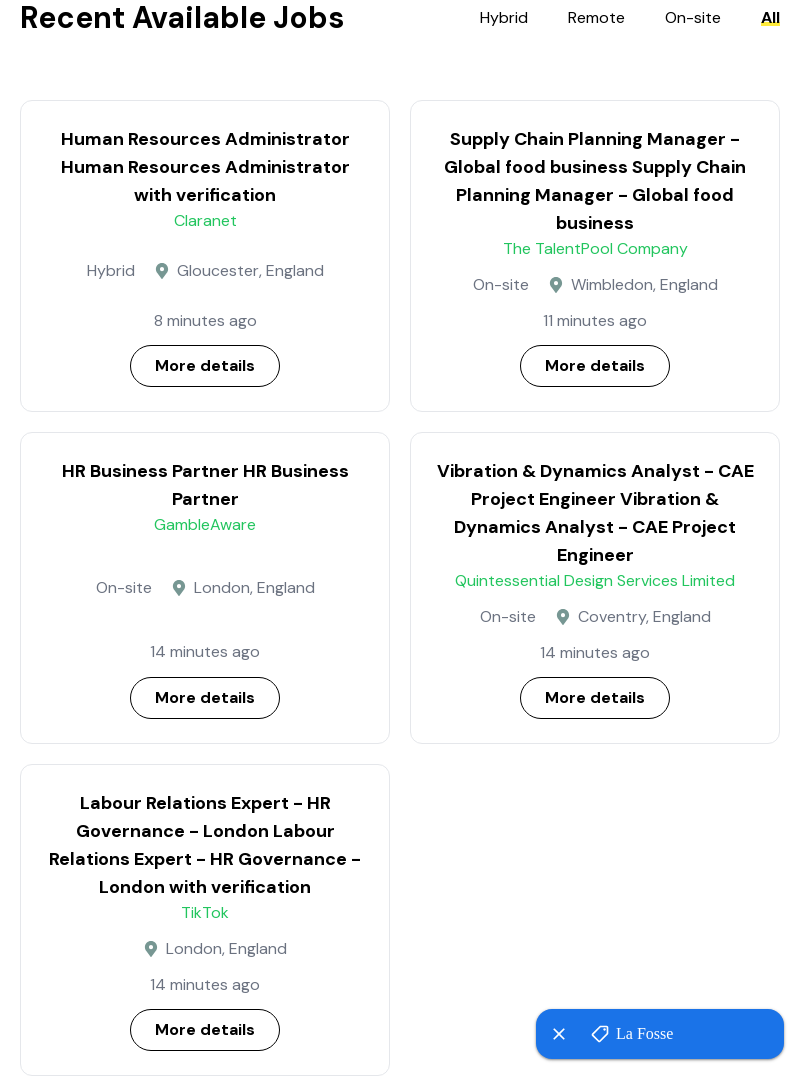 Recent Available Jobs
Hybrid Remote On-site All
Human Resources Administrator
Human Resources Administrator
with verification
Claranet
Hybrid Gloucester, England
8 minutes ago
More details
Supply Chain Planning Manager -
Global food business Supply Chain
Planning Manager - Global food
business
The TalentPool Company
On-site Wimbledon, England
11 minutes ago
More details
HR Business Partner HR Business
Partner
GambleAware
On-site London, England
14 minutes ago
More details
Vibration & Dynamics Analyst - CAE
Project Engineer Vibration &
Dynamics Analyst - CAE Project
Engineer
Quintessential Design Services Limited
On-site Coventry, England
14 minutes ago
More details
Labour Relations Expert - HR
Governance - London Labour
Relations Expert - HR Governance -
London with verification
TikTok
London, England
14 minutes ago
More details
La Fosse